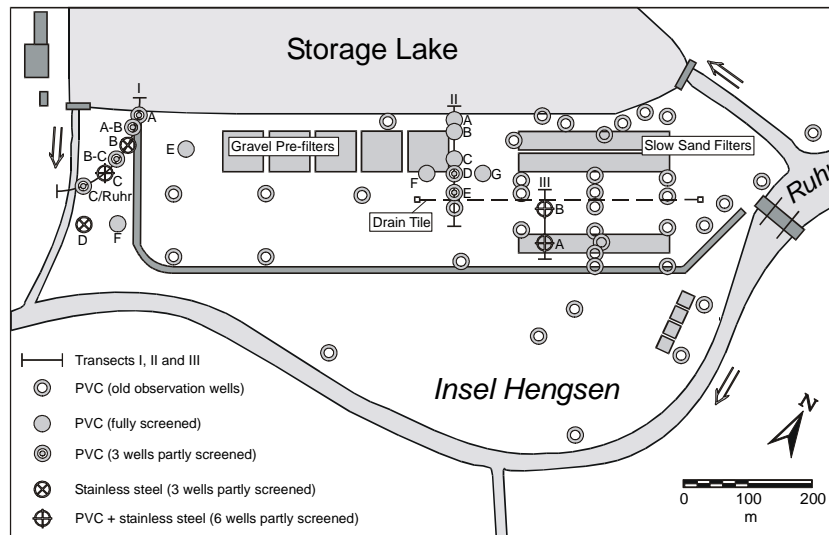 Storage Lake
I
II
A
A-B
B
B-C
C
C/Ruhr
D
E
F
Gravel Pre-filters
A
B
C
D
E
F
G
Slow Sand Filters
III
B
A
Drain Tile
Ruhr
Insel Hengsen
Transects I, II and III
PVC (old observation wells)
PVC (fully screened)
PVC (3 wells partly screened)
Stainless steel (3 wells partly screened)
PVC + stainless steel (6 wells partly screened)
N
0 100 200
m